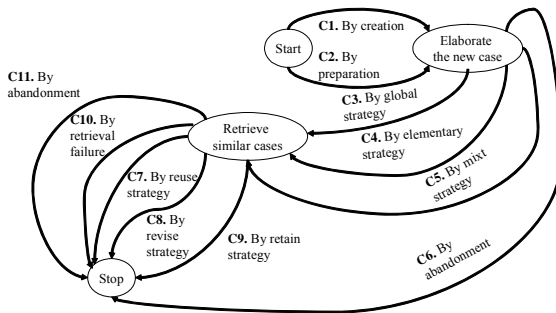 C1. By creation
Start
C2. By
preparation
Elaborate
the new case
C11. By
abandonment
C3. By global
strategy
C10. By
retrieval
failure
Retrieve
similar cases
C4. By elementary
strategy
C5. By mixt
strategy
C7. By reuse
strategy
C8. By
revise
strategy
C9. By retain
strategy
C6. By
abandonment
Stop